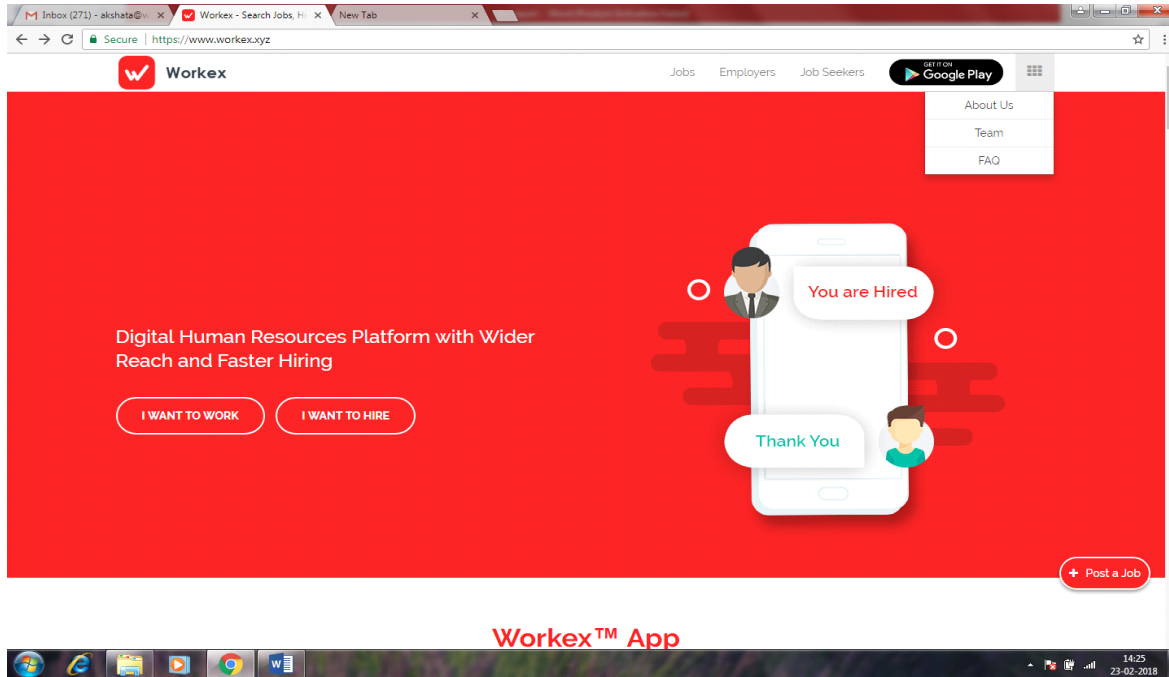 Inbox (271) - akshata@w
Workex - Search Jobs, Hi
New Tab
Secure
https://www.workex.xyz
Workex
Jobs
Employers
Job Seekers
GET IT ON
Google Play
About Us
Team
FAQ
You are Hired
Digital Human Resources Platform with Wider
Reach and Faster Hiring
I WANT TO WORK
I WANT TO HIRE
Thank You
+ Post a Job
Workex™ App
14:25
23-02-2018